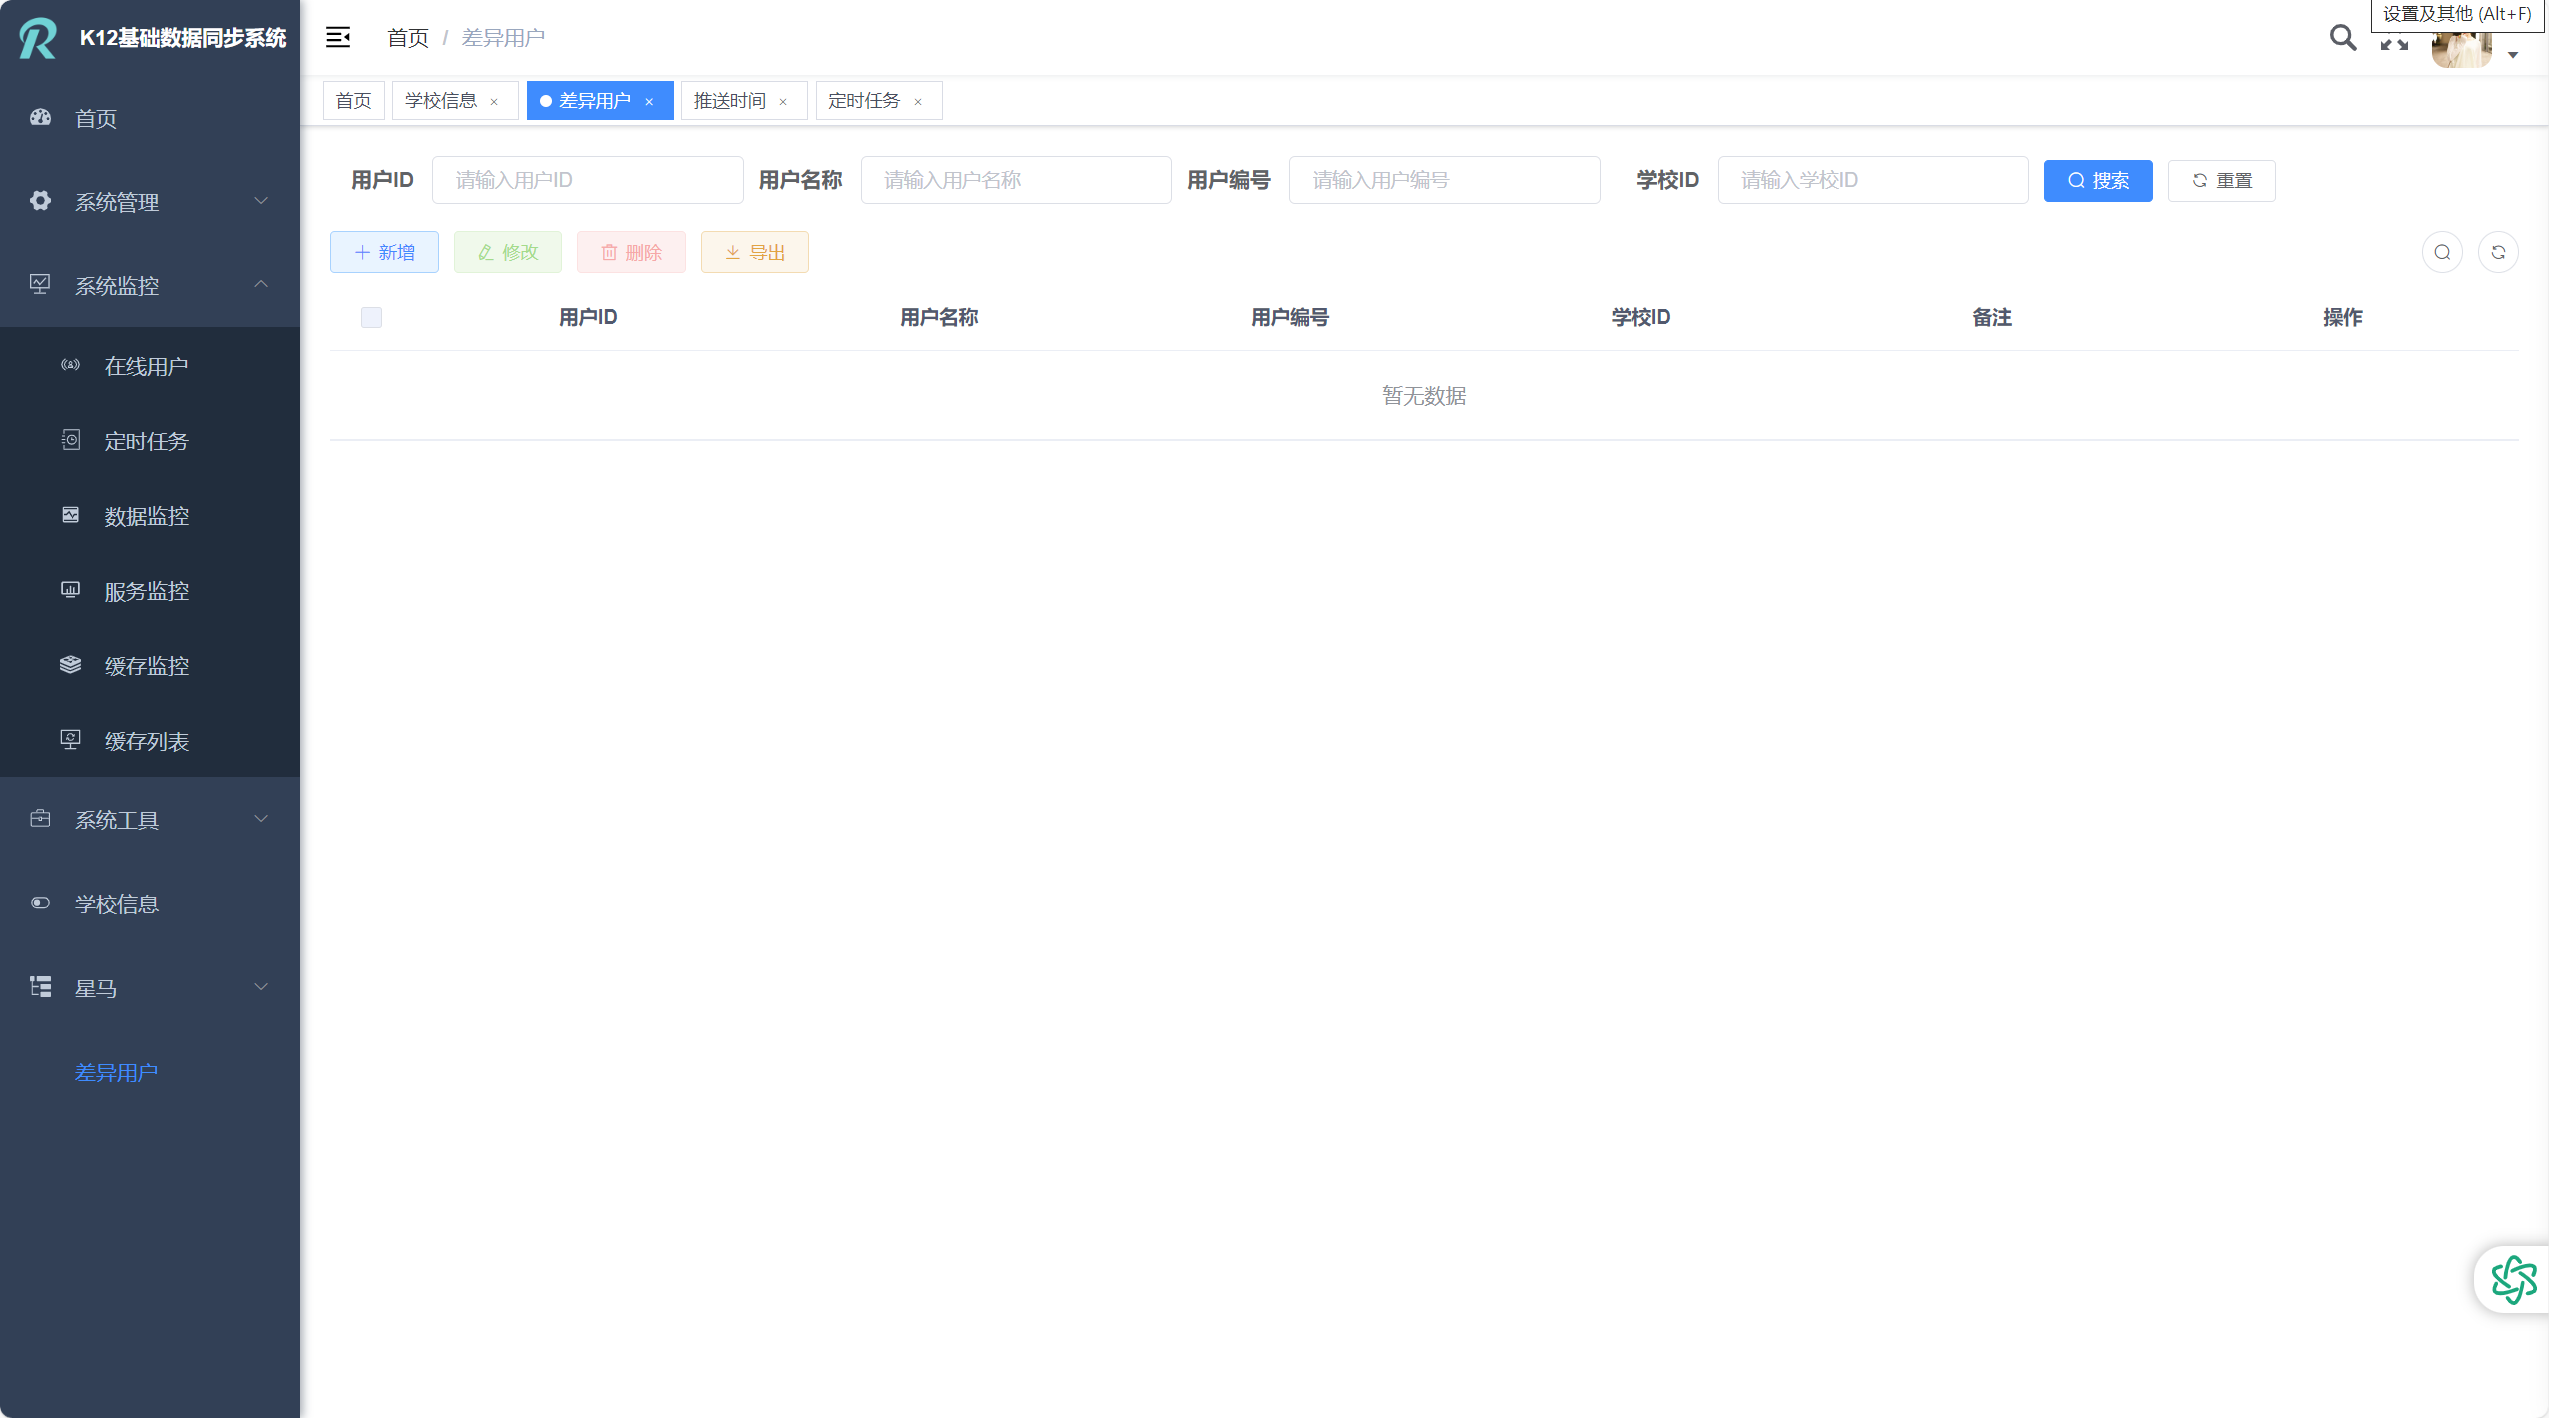 K12基础数据同步系统
首页 / 差异用户
设置及其他 (Alt+F)
首页
学校信息 ×
差异用户 ×
推送时间 ×
定时任务 ×
首页
系统管理
系统监控
在线用户
定时任务
数据监控
服务监控
缓存监控
缓存列表
系统工具
学校信息
星马
差异用户
用户ID 请输入用户ID 用户名称 请输入用户名称 用户编号 请输入用户编号 学校ID 请输入学校ID 搜索 重置
新增 修改 删除 导出
用户ID 用户名称 用户编号 学校ID 备注 操作
暂无数据